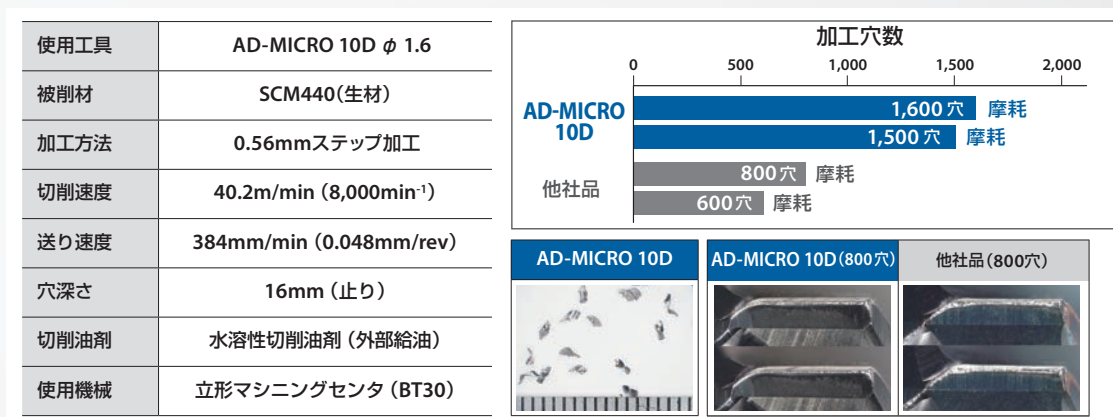 使用工具 AD-MICRO 10D φ 1.6
被削材 SCM440(生材)
加工方法 0.56mmステップ加工
切削速度 40.2m/min (8,000min-1)
送り速度 384mm/min (0.048mm/rev)
穴深さ 16mm (止り)
切削油剤 水溶性切削油剤 (外部給油)
使用機械 立形マシニングセンタ (BT30)
加工穴数
0 500 1,000 1,500 2,000
AD-MICRO
10D
1,600穴 摩耗
1,500穴 摩耗
他社品
800穴 摩耗
600穴 摩耗
AD-MICRO 10D
AD-MICRO 10D(800穴)
他社品(800穴)